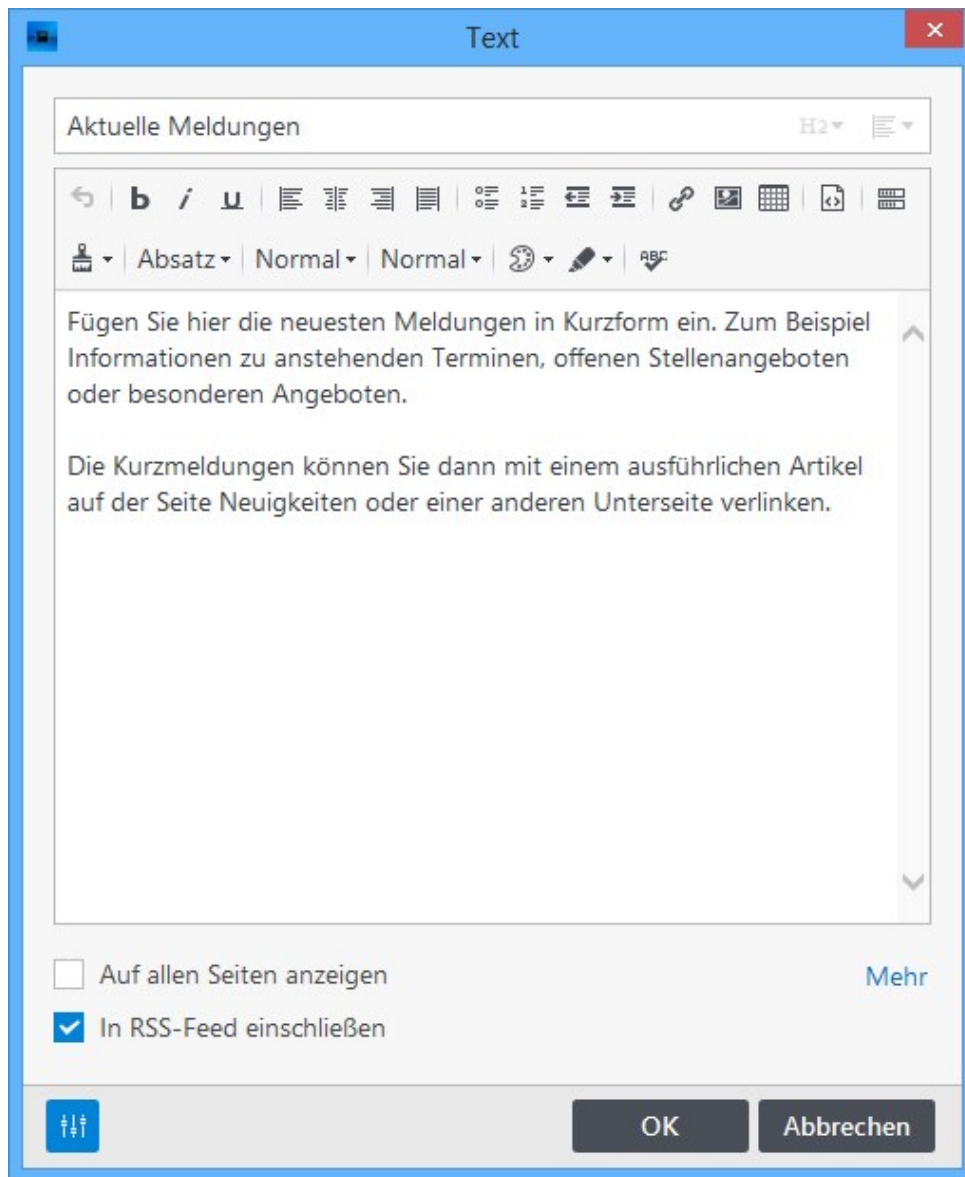 Text
Aktuelle Meldungen H2
b i u
Absatz Normal Normal ABC
Fügen Sie hier die neuesten Meldungen in Kurzform ein. Zum Beispiel
Informationen zu anstehenden Terminen, offenen Stellenangeboten
oder besonderen Angeboten.
Die Kurzmeldungen können Sie dann mit einem ausführlichen Artikel
auf der Seite Neuigkeiten oder einer anderen Unterseite verlinken.
Auf allen Seiten anzeigen Mehr
In RSS-Feed einschließen
OK Abbrechen